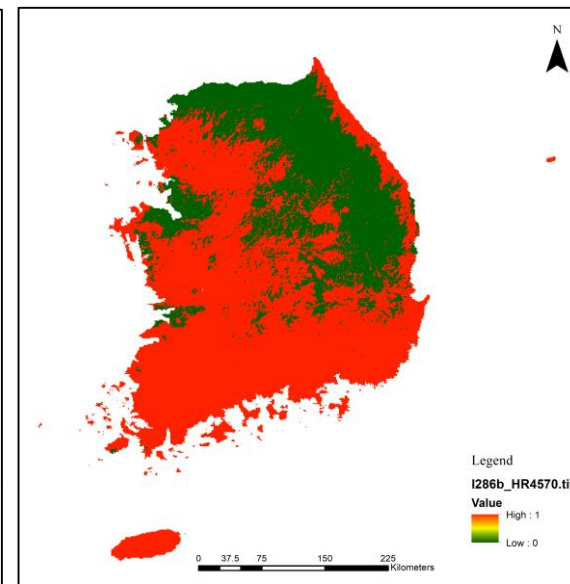 N
Legend
I286b_HR4570.ti
Value
High : 1
Low : 0
0 37.5 75 150 225
Kilometers